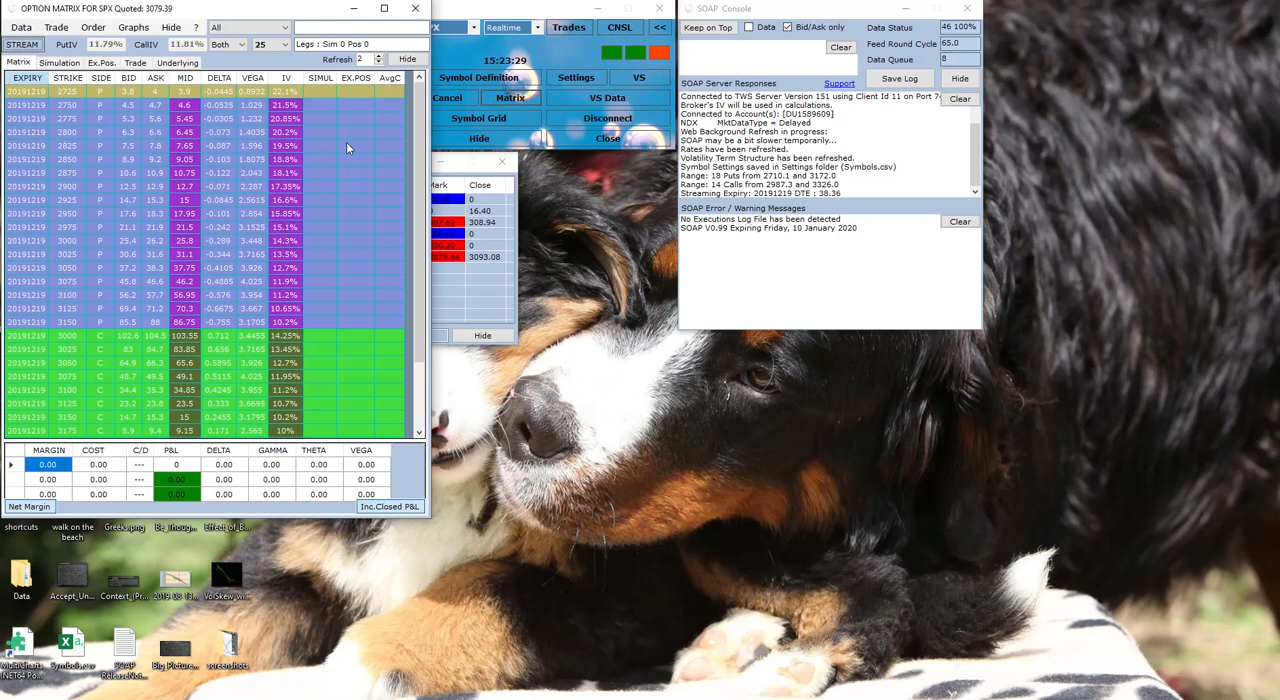 OPTION MATRIX FOR SPX Quoted: 3079.39
Data Trade Order Graphs Hide ? All
STREAM PutIV 11.79% CallIV 11.81% Both 25 Legs : Sim 0 Pos 0
Matrix Simulation Ex.Pos. Trade Underlying Refresh 2 Hide
EXPIRY STRIKE SIDE BID ASK MID DELTA VEGA IV SIMUL EX.POS AvgC
20191219 2725 P 3.8 4 3.9 -0.0445 0.8932 22.1%
20191219 2750 P 4.5 4.7 4.6 -0.0525 1.029 21.5%
20191219 2775 P 5.3 5.6 5.45 -0.0305 1.232 20.85%
20191219 2800 P 6.3 6.6 6.45 -0.073 1.4035 20.2%
20191219 2825 P 7.5 7.8 7.65 -0.087 1.596 19.5%
20191219 2850 P 8.9 9.2 9.05 -0.103 1.8075 18.8%
20191219 2875 P 10.6 10.9 10.75 -0.122 2.043 18.1%
20191219 2900 P 12.5 12.9 12.7 -0.071 2.287 17.35%
20191219 2925 P 14.7 15.3 15 -0.0845 2.5615 16.6%
20191219 2950 P 17.6 18.3 17.95 -0.101 2.854 15.85%
20191219 2975 P 21.1 21.9 21.5 -0.242 3.1525 15.1%
20191219 3000 P 25.4 26.2 25.8 -0.289 3.448 14.3%
20191219 3025 P 30.6 31.6 31.1 -0.344 3.7165 13.5%
20191219 3050 P 37.2 38.3 37.75 -0.4105 3.926 12.7%
20191219 3075 P 45.8 46.6 46.2 -0.4885 4.025 11.9%
20191219 3100 P 56.2 57.7 56.95 -0.576 3.954 11.2%
20191219 3125 P 69.4 71.2 70.3 -0.6675 3.667 10.65%
20191219 3150 P 85.5 88 86.75 -0.755 3.1705 10.2%
20191219 3000 C 102.6 104.5 103.55 0.712 3.4455 14.25%
20191219 3025 C 83 84.7 83.85 0.656 3.7165 13.45%
20191219 3050 C 64.9 66.3 65.6 0.5895 3.926 12.7%
20191219 3075 C 48.7 49.5 49.1 0.5115 4.025 11.95%
20191219 3100 C 34.4 35.3 34.85 0.4245 3.955 11.2%
20191219 3125 C 23.2 23.8 23.5 0.333 3.6695 10.7%
20191219 3150 C 14.7 15.3 15 0.2455 3.1795 10.2%
20191219 3175 C 8.9 9.4 9.15 0.171 2.565 10%
MARGIN COST C/D P&L DELTA GAMMA THETA VEGA
0.00 0.00 --- 0 0.00 0.00 0.00 0.00
0.00 0.00 --- 0.00 0.00 0.00 0.00 0.00
0.00 0.00 --- 0.00 0.00 0.00 0.00 0.00
Net Margin Inc.Closed P&L
X Realtime Trades CNSL <<
15:23:29
Symbol Definition Settings VS
Cancel Matrix VS Data
Symbol Grid Disconnect
Hide Close
Mark Close
0
16.40
308.94
0
0
3093.08
Hide
SOAP Console
Keep on Top Data Bid/Ask only Data Status 46 100%
Clear Feed Round Cycle 65.0
Data Queue 8
SOAP Server Responses Support Save Log Hide
Connected to TWS Server Version 151 using Client Id 11 on Port 74
Broker's IV will be used in calculations.
Connected to Account(s): [DU1589609]
NDX MktDataType = Delayed
Web Background Refresh in progress:
SOAP may be a bit slower temporarily...
Rates have been refreshed.
Volatility Term Structure has been refreshed.
Symbol Settings saved in Settings folder (Symbols.csv)
Range: 18 Puts from 2710.1 and 3172.0
Range: 14 Calls from 2987.3 and 3326.0
Streaming Expiry: 20191219 DTE : 38.36
Clear
SOAP Error / Warning Messages
No Executions Log File has been detected
SOAP V0.99 Expiring Friday, 10 January 2020
Clear
shortcuts walk on the beach Greeks.png Be_Thoug... Effect_of_B...
Data Accept_Un... Context_(Pr... 2019-08-13... VolSkew_w...
MultiCharts .NET64 Po... Symbols.csv SOAP ReleaseNot... Big_Picture... screenshots